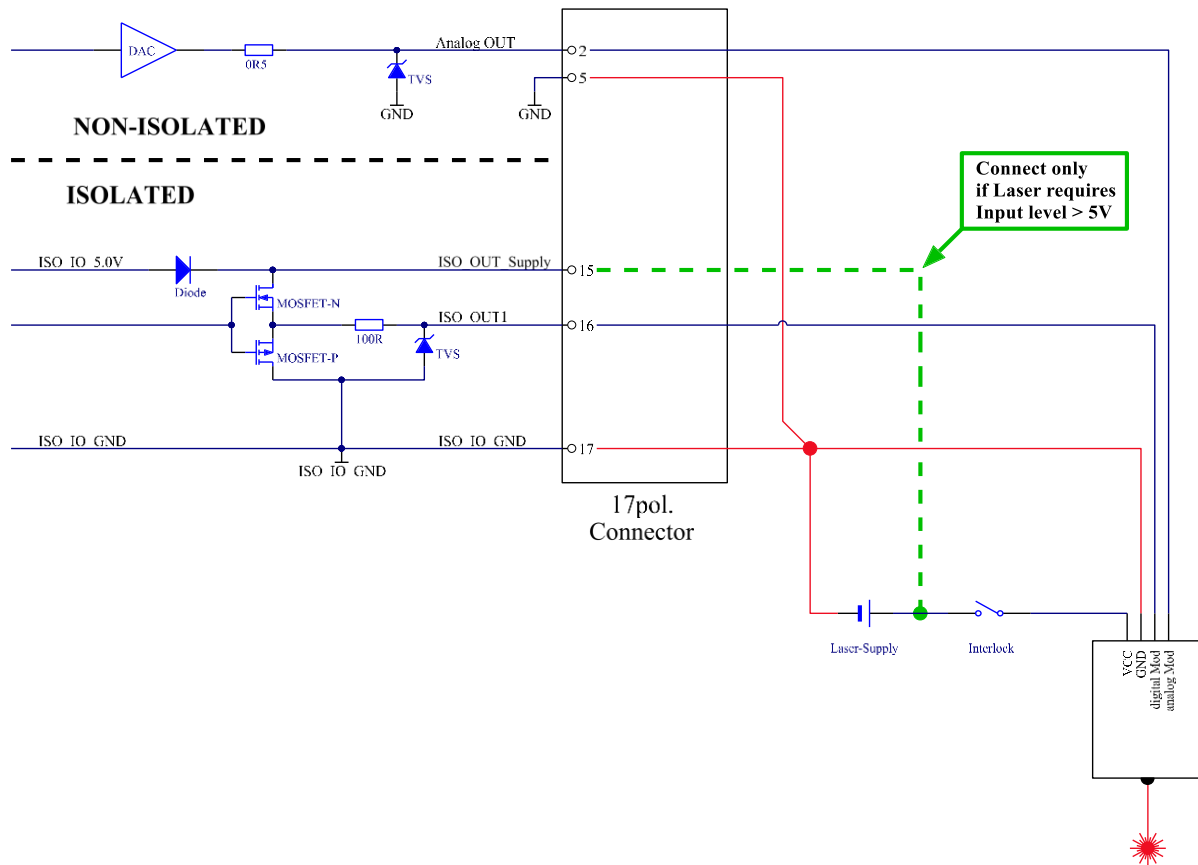 DAC
0R5
Analog OUT
2
5
TVS
GND
GND
NON-ISOLATED
ISOLATED
Connect only
if Laser requires
Input level > 5V
ISO_IO_5.0V
ISO_OUT_Supply
15
Diode
MOSFET-N
ISO_OUT1
16
100R
MOSFET-P
TVS
ISO_IO_GND
ISO_IO_GND
17
ISO_IO_GND
17pol.
Connector
Laser-Supply
Interlock
VCC
GND
digital Mod
analog Mod